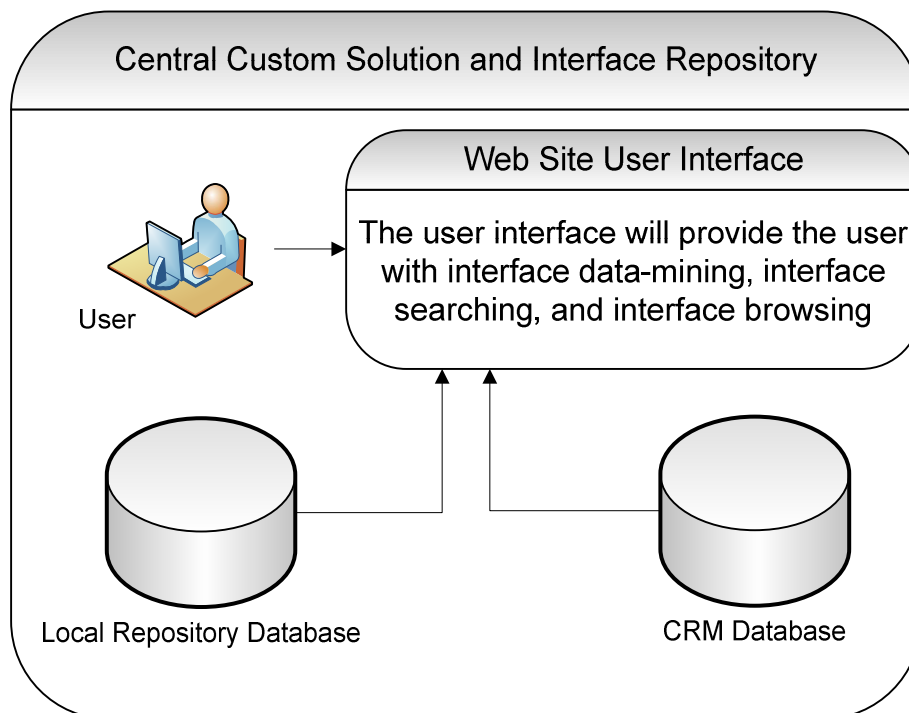 Central Custom Solution and Interface Repository
Web Site User Interface
The user interface will provide the user
with interface data-mining, interface
searching, and interface browsing
User
Local Repository Database
CRM Database